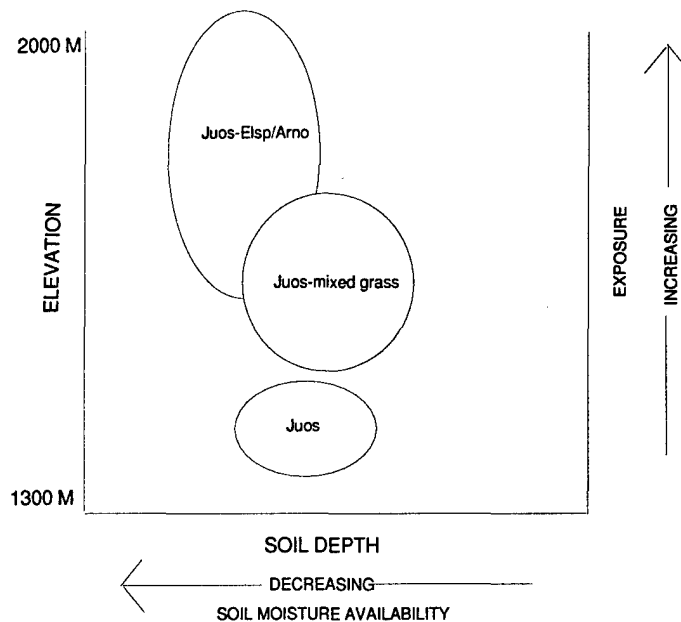 2000 M
Juos-Elsp/Arno
ELEVATION
Juos-mixed grass
EXPOSURE
INCREASING
Juos
1300 M
SOIL DEPTH
DECREASING
SOIL MOISTURE AVAILABILITY